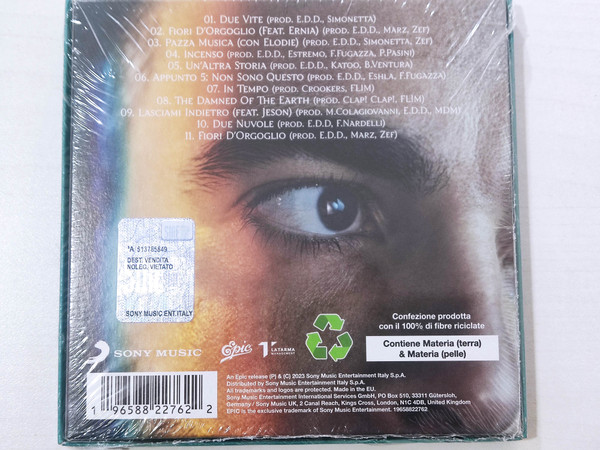 01. Due Vite (prod. E.D.D., Simonetta)
02. Fiori D'Orgoglio (Feat. Ernia) (prod. E.D.D., Marz, Zef)
03. Pazza Musica (con Elodie) (prod. E.D.D., Simonetta, Zef)
04. Incenso (prod. E.D.D., Estremo, F.Fugazza, P.Pasini)
05. Un'Altra Storia (prod. E.D.D., Katoo, B.Ventura)
06. Appunto 5: Non Sono Questo (prod. E.D.D., Eshla, F.Fugazza)
07. In Tempo (prod. Crookers, FLIM)
08. The Damned Of The Earth (prod. Clap! Clap!, FLIM)
09. Lasciami Indietro (feat. Jeson) (prod. M.Colagiovanni, E.D.D., MDM)
10. Due Nuvole (prod. E.D.D, F.Nardelli)
11. Fiori D'Orgoglio (prod. E.D.D., Marz, Zef)
*A 513785849
DEST. VENDITA
NOLEG. VIETATO
SONY MUSIC ENT. ITALY
Confezione prodotta
con il 100% di fibre riciclate
Contiene Materia (terra)
& Materia (pelle)
SONY MUSIC
Epic
LATARMA
MANAGEMENT
1 96588 22762 2
An Epic release (P) & (C) 2023 Sony Music Entertainment Italy S.p.A.
Distributed by Sony Music Entertainment Italy S.p.A.
All trademarks and logos are protected. Made in the EU.
Sony Music Entertainment International Services GmbH, PO Box 510, 33311 Gütersloh,
Germany / Sony Music UK, 2 Canal Reach, Kings Cross, London, N1C 4DB, United Kingdom
EPIC is the exclusive trademark of Sony Music Entertainment. 19658822762